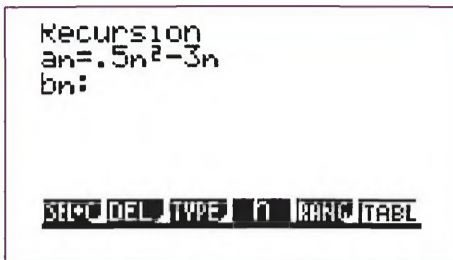 Recursion
an=.5n²-3n
bn:
SEL+C DEL TYPE n RANG TABL